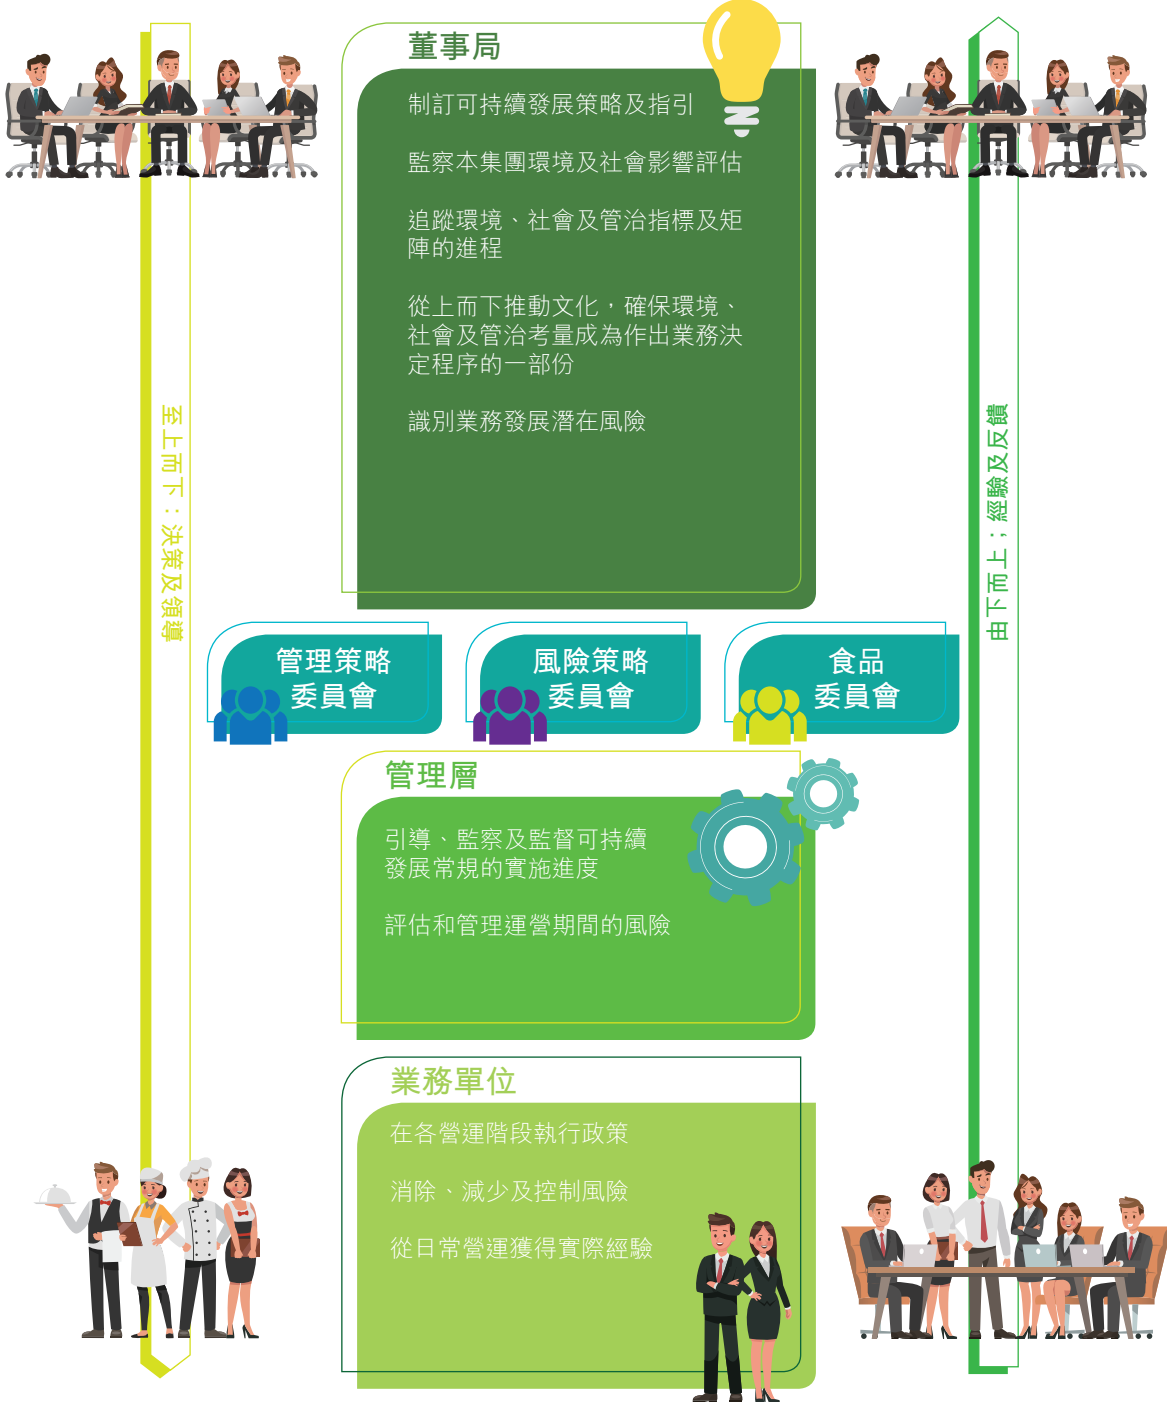 董事局
制訂可持續發展策略及指引
監察本集團環境及社會影響評估
追蹤環境、社會及管治指標及矩
陣的進程
從上而下推動文化，確保環境、
社會及管治考量成為作出業務決
定程序的一部份
識別業務發展潛在風險
至上而下：決策及領導
由下而上；經驗及反饋
管理策略
委員會
風險策略
委員會
食品
委員會
管理層
引導、監察及監督可持續
發展常規的實施進度
評估和管理運營期間的風險
業務單位
在各營運階段執行政策
消除、減少及控制風險
從日常營運獲得實際經驗